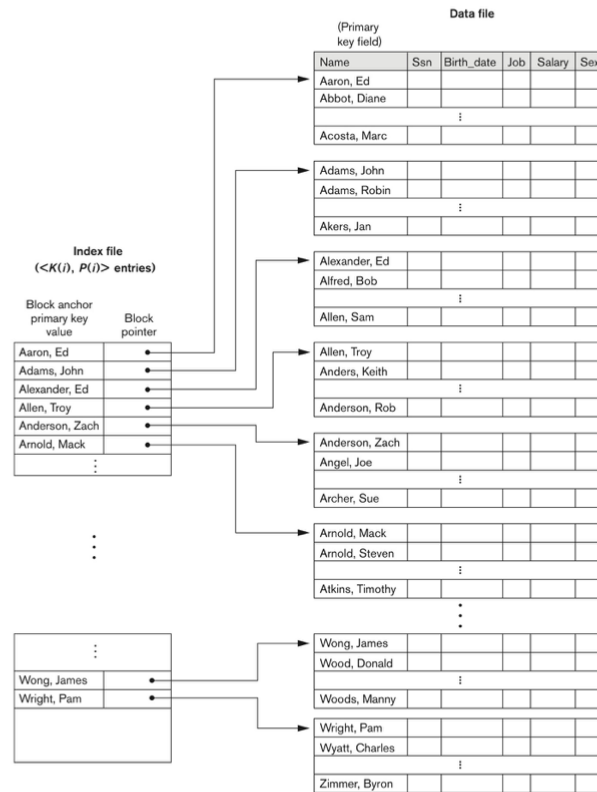 Data file
(Primary
key field)
Name Ssn Birth_date Job Salary Sex
Aaron, Ed
Abbot, Diane
⋮
Acosta, Marc
Adams, John
Adams, Robin
⋮
Akers, Jan
Index file
(<K(i), P(i)> entries)
Block anchor
primary key
value
Block
pointer
Aaron, Ed
Adams, John
Alexander, Ed
Allen, Troy
Anderson, Zach
Arnold, Mack
⋮
Alexander, Ed
Alfred, Bob
⋮
Allen, Sam
Allen, Troy
Anders, Keith
⋮
Anderson, Rob
Anderson, Zach
Angel, Joe
⋮
Archer, Sue
Arnold, Mack
Arnold, Steven
⋮
Atkins, Timothy
⋮
⋮
⋮
Wong, James
Wright, Pam
Wong, James
Wood, Donald
⋮
Woods, Manny
Wright, Pam
Wyatt, Charles
⋮
Zimmer, Byron